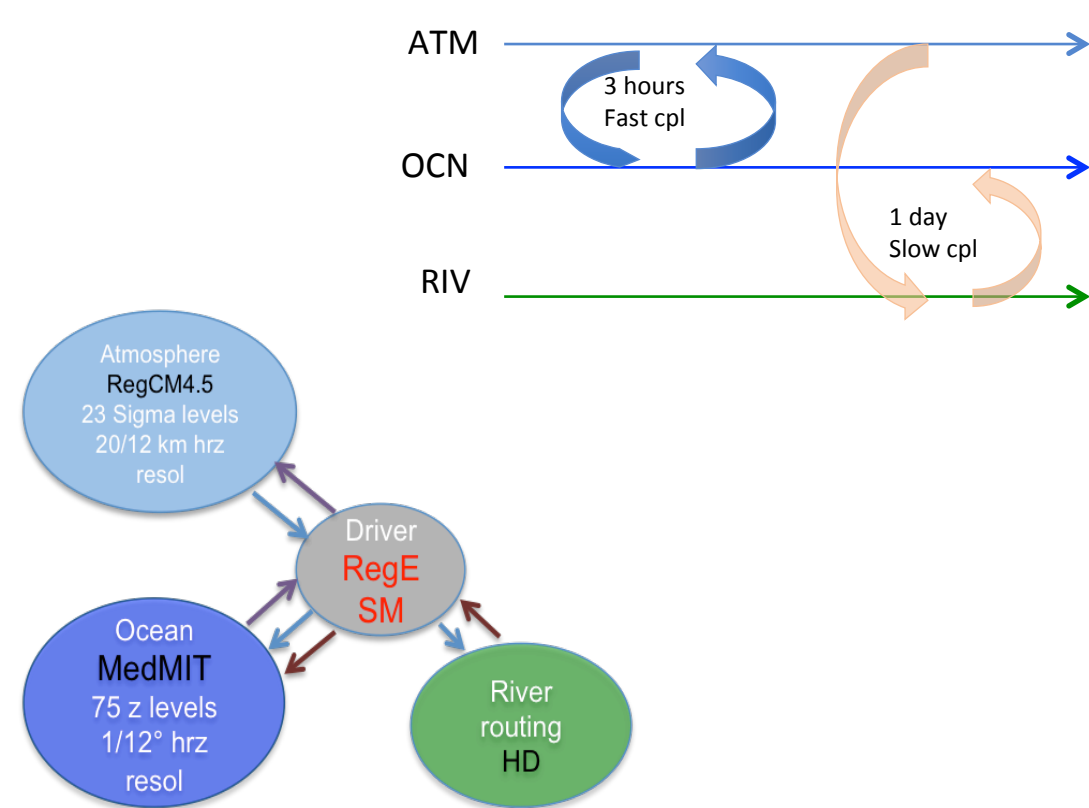 ATM
3 hours
Fast cpl
OCN
1 day
Slow cpl
RIV
Atmosphere
RegCM4.5
23 Sigma levels
20/12 km hrz
resol
Driver
RegE
SM
Ocean
MedMIT
75 z levels
1/12° hrz
resol
River
routing
HD